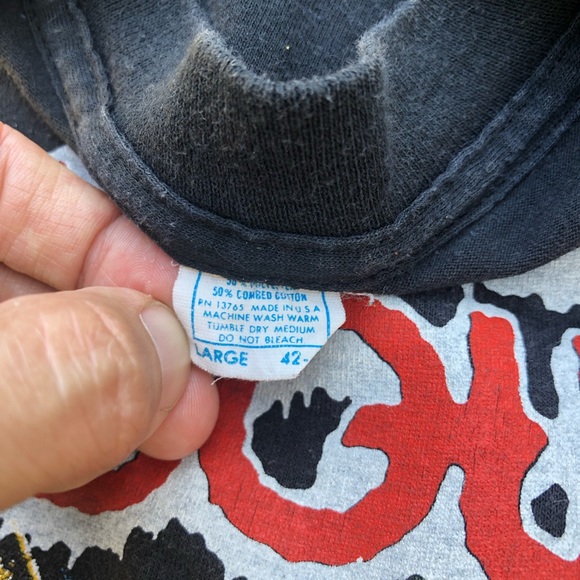 50% COMBED COTTON
RN 13765 MADE IN U S A
MACHINE WASH WARM
TUMBLE DRY MEDIUM
DO NOT BLEACH
LARGE 42-